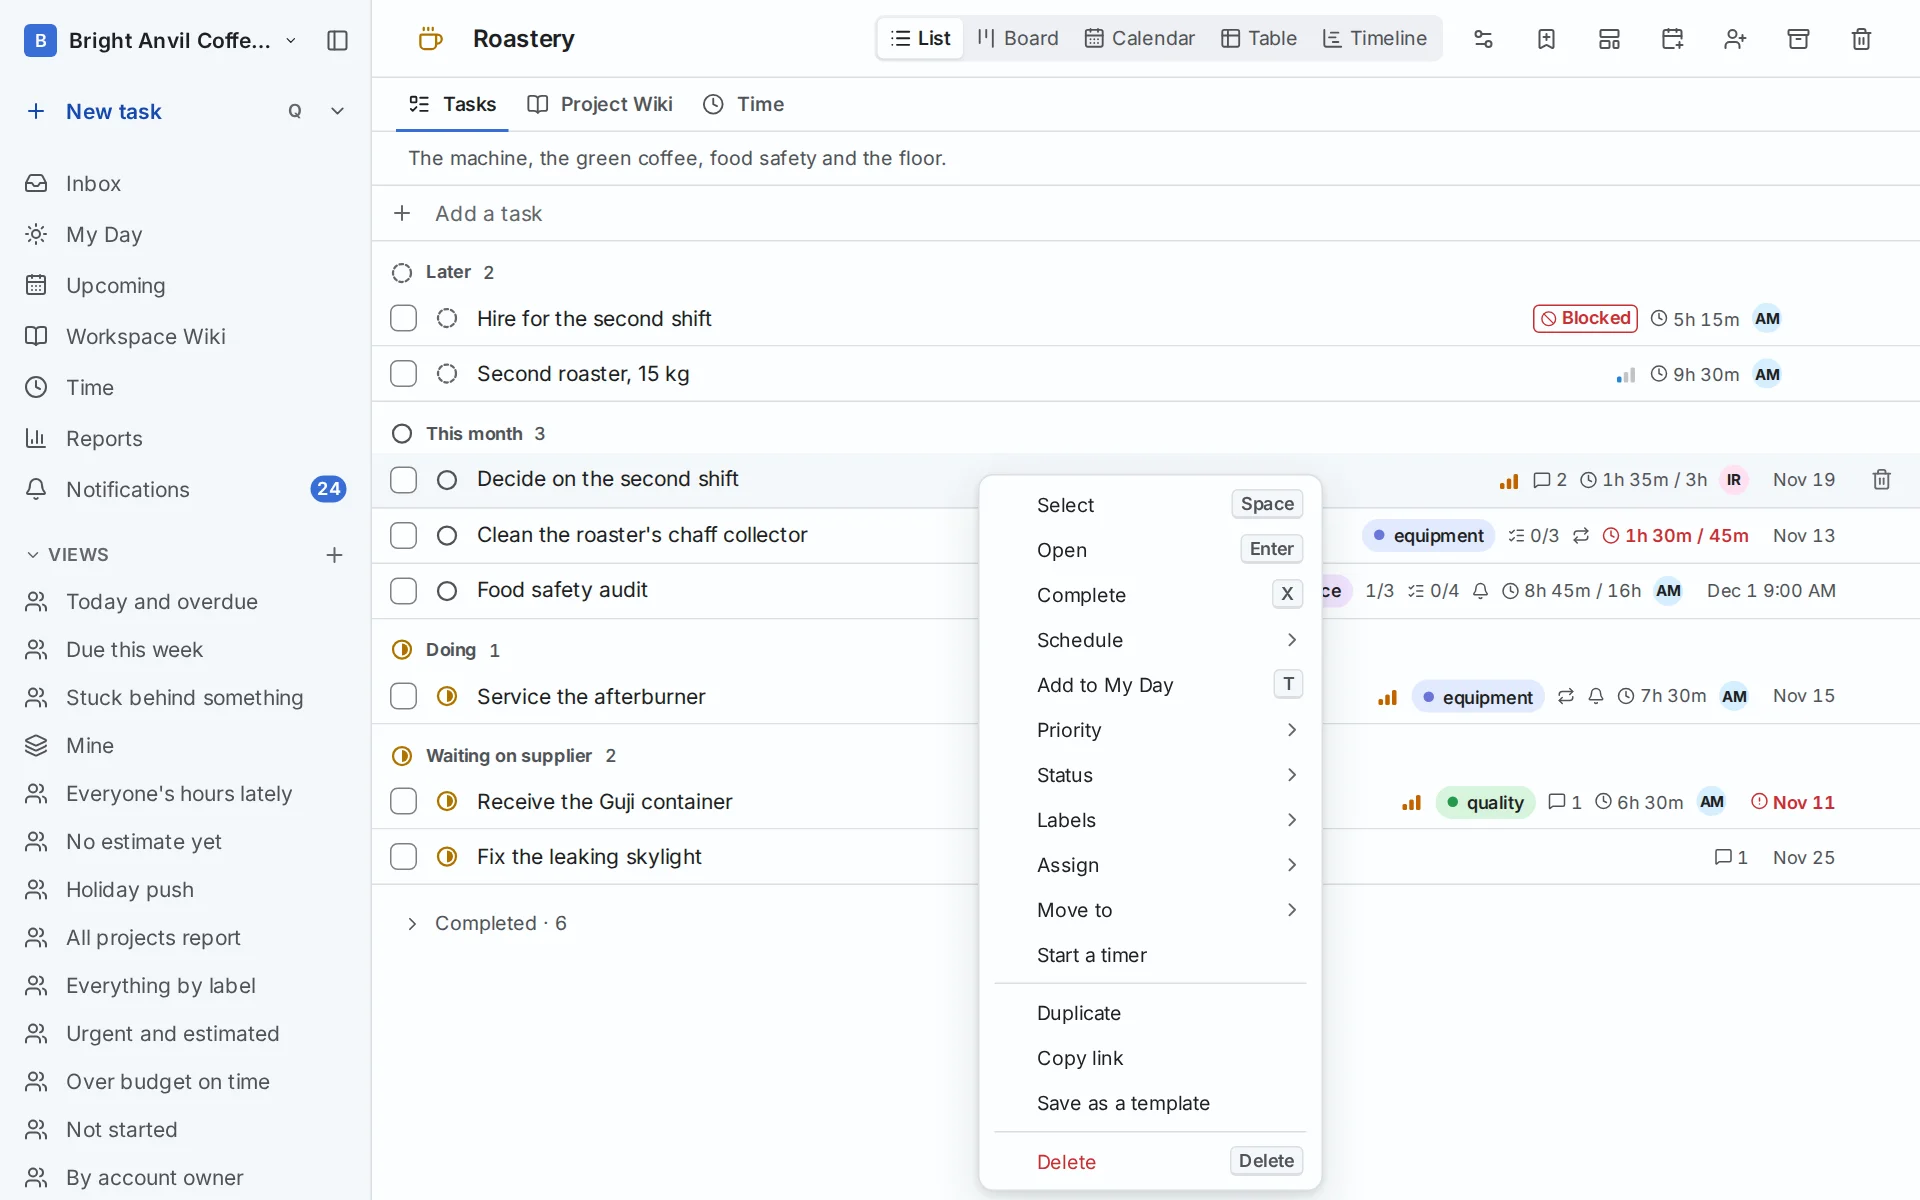 B Bright Anvil Coffe...
New task Q
Inbox
My Day
Upcoming
Workspace Wiki
Time
Reports
Notifications 24
VIEWS
Today and overdue
Due this week
Stuck behind something
Mine
Everyone's hours lately
No estimate yet
Holiday push
All projects report
Everything by label
Urgent and estimated
Over budget on time
Not started
By account owner
Roastery
List Board Calendar Table Timeline
Tasks Project Wiki Time
The machine, the green coffee, food safety and the floor.
Add a task
Later 2
Hire for the second shift Blocked 5h 15m AM
Second roaster, 15 kg 9h 30m AM
This month 3
Decide on the second shift 2 1h 35m / 3h IR Nov 19
Clean the roaster's chaff collector equipment 0/3 1h 30m / 45m Nov 13
Food safety audit ce 1/3 0/4 8h 45m / 16h AM Dec 1 9:00 AM
Doing 1
Service the afterburner equipment 7h 30m AM Nov 15
Waiting on supplier 2
Receive the Guji container quality 1 6h 30m AM Nov 11
Fix the leaking skylight 1 Nov 25
Completed · 6
Select Space
Open Enter
Complete X
Schedule
Add to My Day T
Priority
Status
Labels
Assign
Move to
Start a timer
Duplicate
Copy link
Save as a template
Delete Delete